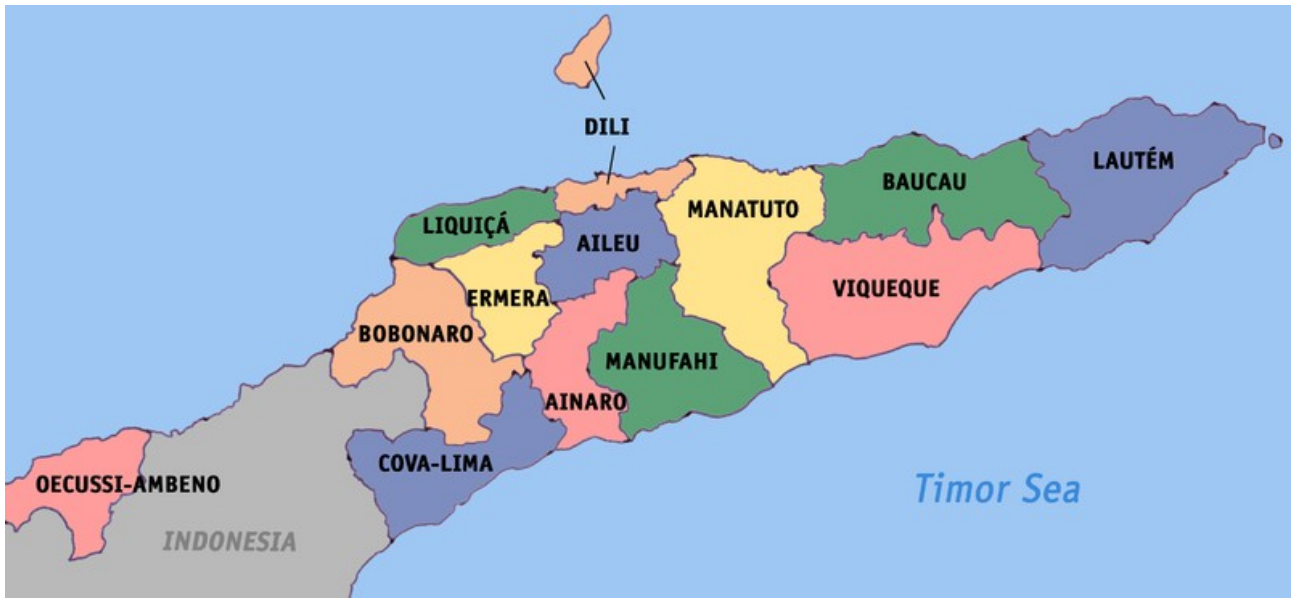 DILI
LAUTÉM
BAUCAU
MANATUTO
LIQUIÇÁ
AILEU
VIQUEQUE
ERMERA
BOBONARO
MANUFAHI
AINARO
COVA-LIMA
OECUSSI-AMBENO
Timor Sea
INDONESIA